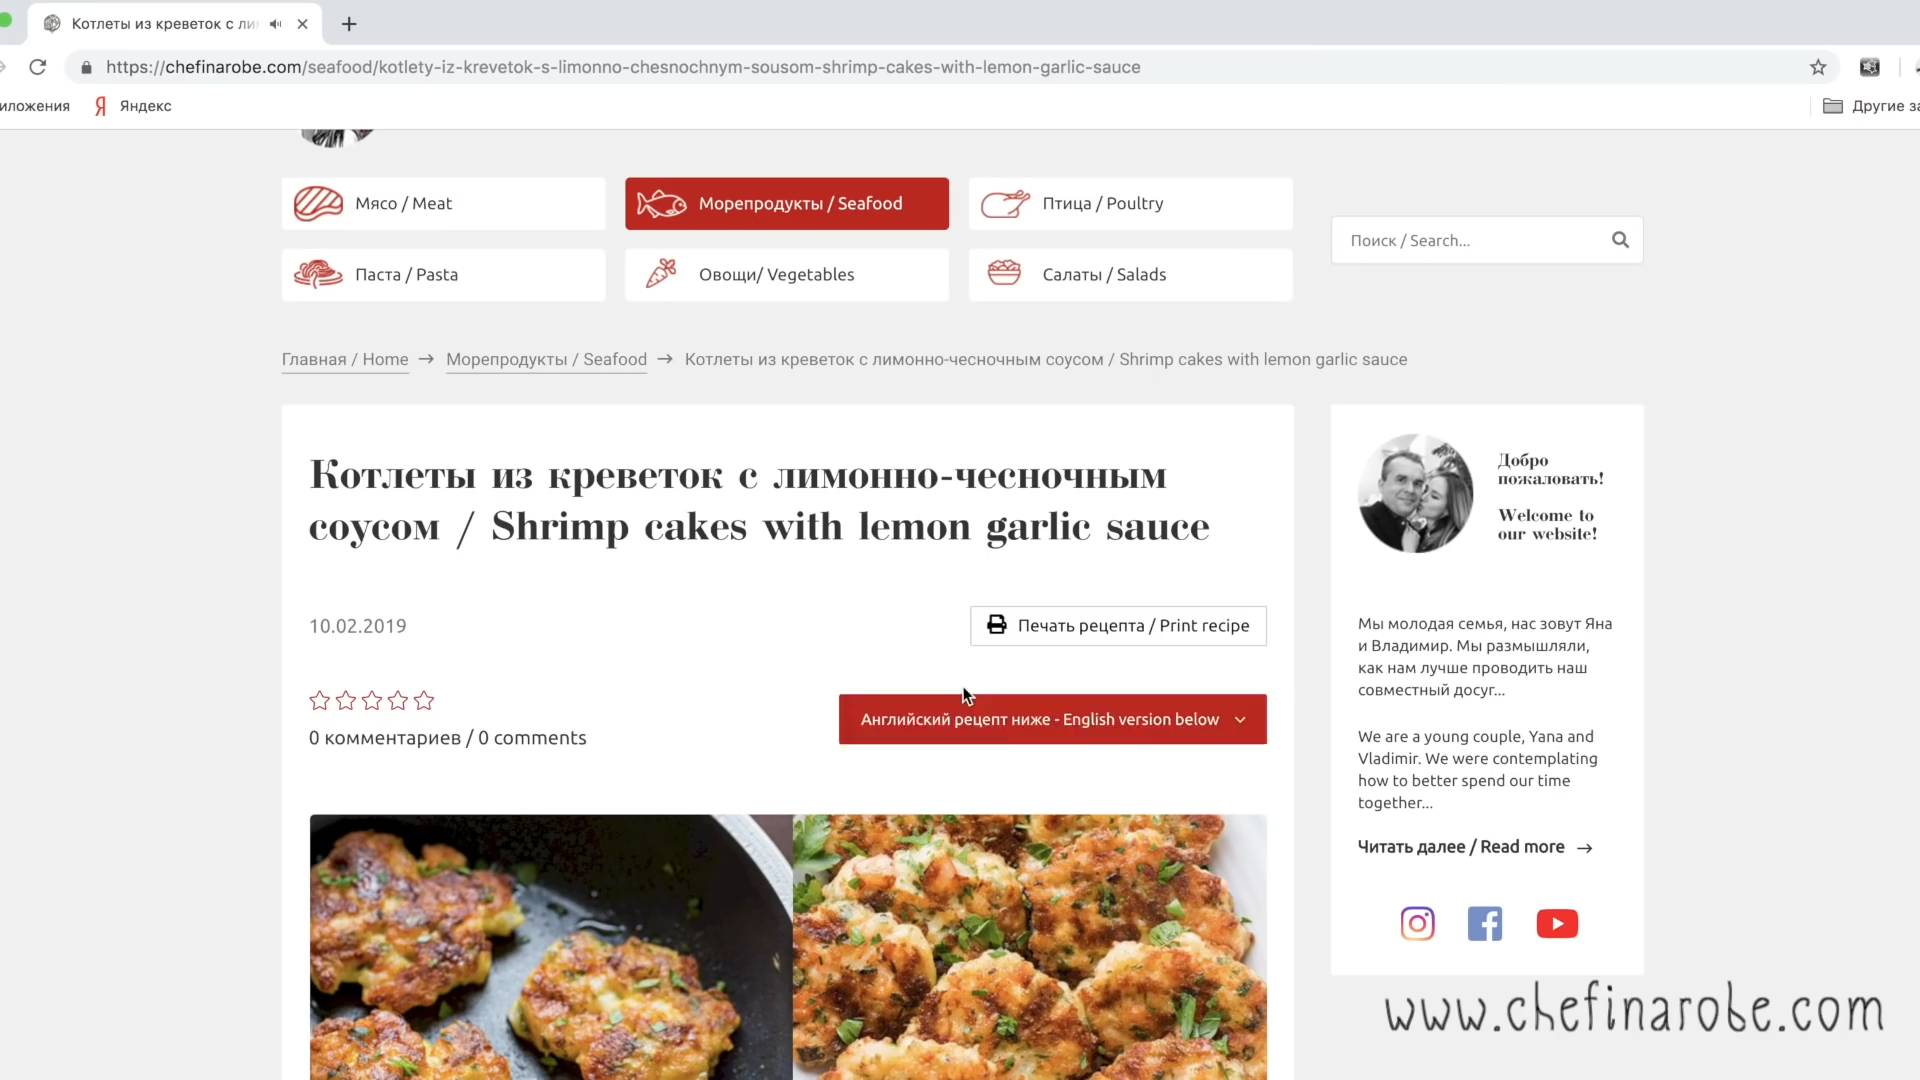 Котлеты из креветок с ли
https://chefinarobe.com/seafood/kotlety-iz-krevetok-s-limonno-chesnochnym-sousom-shrimp-cakes-with-lemon-garlic-sauce
иложения
Яндекс
Другие за
Мясо / Meat
Морепродукты / Seafood
Птица / Poultry
Паста / Pasta
Овощи/ Vegetables
Салаты / Salads
Поиск / Search...
Главная / Home → Морепродукты / Seafood → Котлеты из креветок с лимонно-чесночным соусом / Shrimp cakes with lemon garlic sauce
Котлеты из креветок с лимонно-чесночным
соусом / Shrimp cakes with lemon garlic sauce
10.02.2019
Печать рецепта / Print recipe
0 комментариев / 0 comments
Английский рецепт ниже - English version below
Добро
пожаловать!
Welcome to
our website!
Мы молодая семья, нас зовут Яна
и Владимир. Мы размышляли,
как нам лучше проводить наш
совместный досуг...
We are a young couple, Yana and
Vladimir. We were contemplating
how to better spend our time
together...
Читать далее / Read more →
www.chefinarobe.com